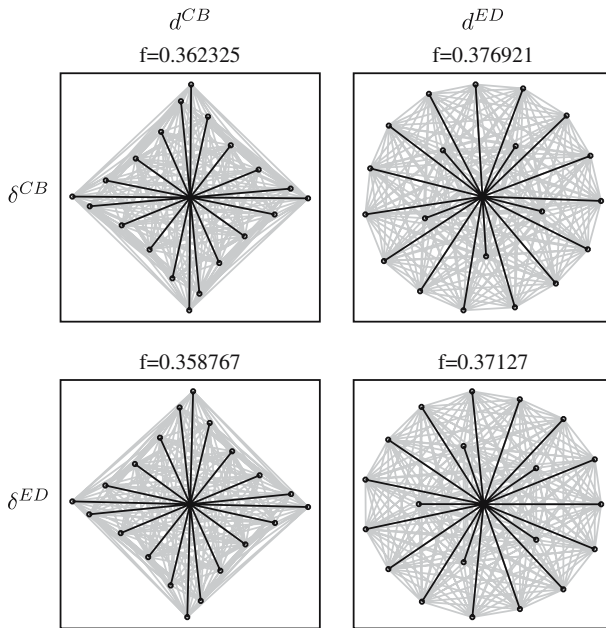 d^{CB} d^{ED}
f=0.362325 f=0.376921
δ^{CB}
f=0.358767 f=0.37127
δ^{ED}